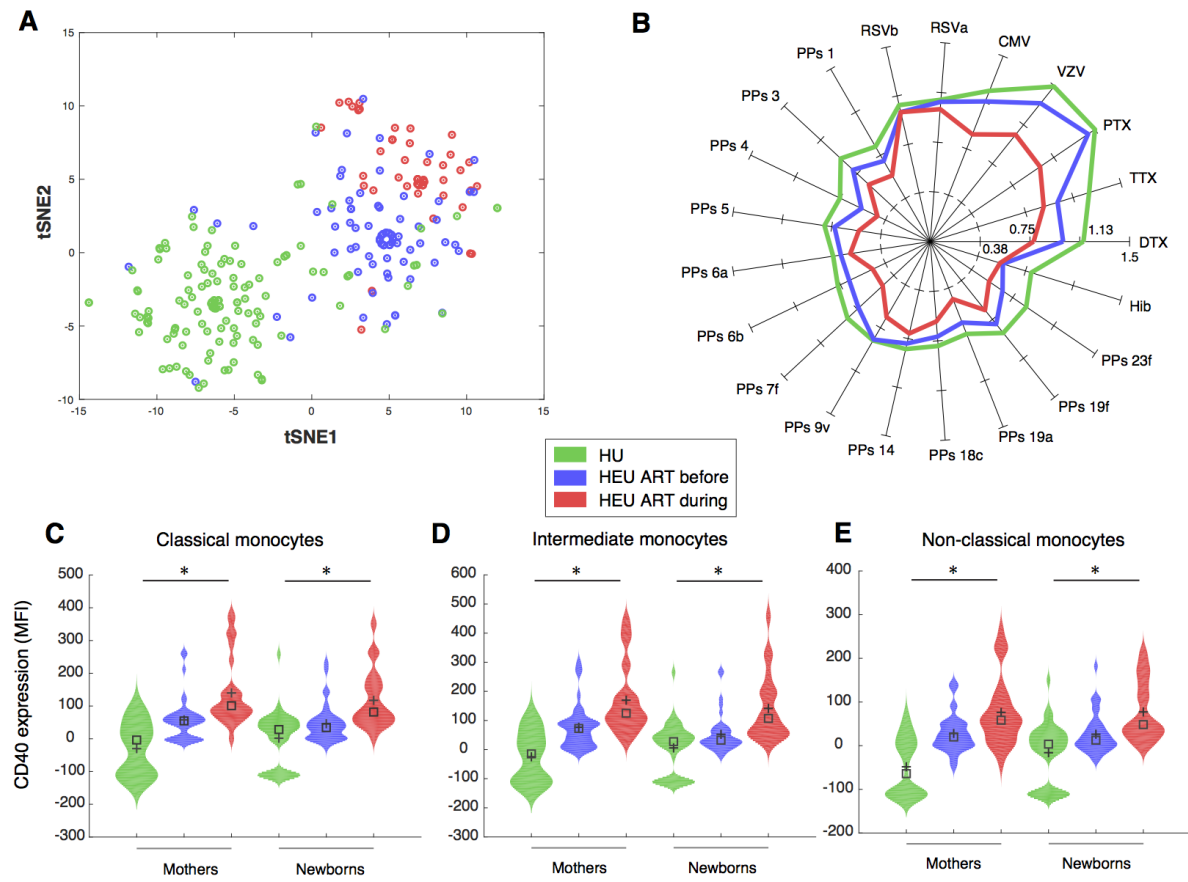 A
15
10
5
0
-5
-10
-15
-10
-5
0
5
10
15
tSNE2
tSNE1
B
RSVb
RSVa
CMV
VZV
PTX
TTX
DTX
Hib
PPs 23f
PPs 19f
PPs 19a
PPs 18c
PPs 14
PPs 9v
PPs 7f
PPs 6b
PPs 6a
PPs 5
PPs 4
PPs 3
PPs 1
0.38
0.75
1.13
1.5
HU
HEU ART before
HEU ART during
C
Classical monocytes
CD40 expression (MFI)
500
400
300
200
100
0
-100
-200
-300
*
*
Mothers
Newborns
D
Intermediate monocytes
600
500
400
300
200
100
0
-100
-200
-300
*
*
Mothers
Newborns
E
Non-classical monocytes
400
300
200
100
0
-100
-200
*
*
Mothers
Newborns